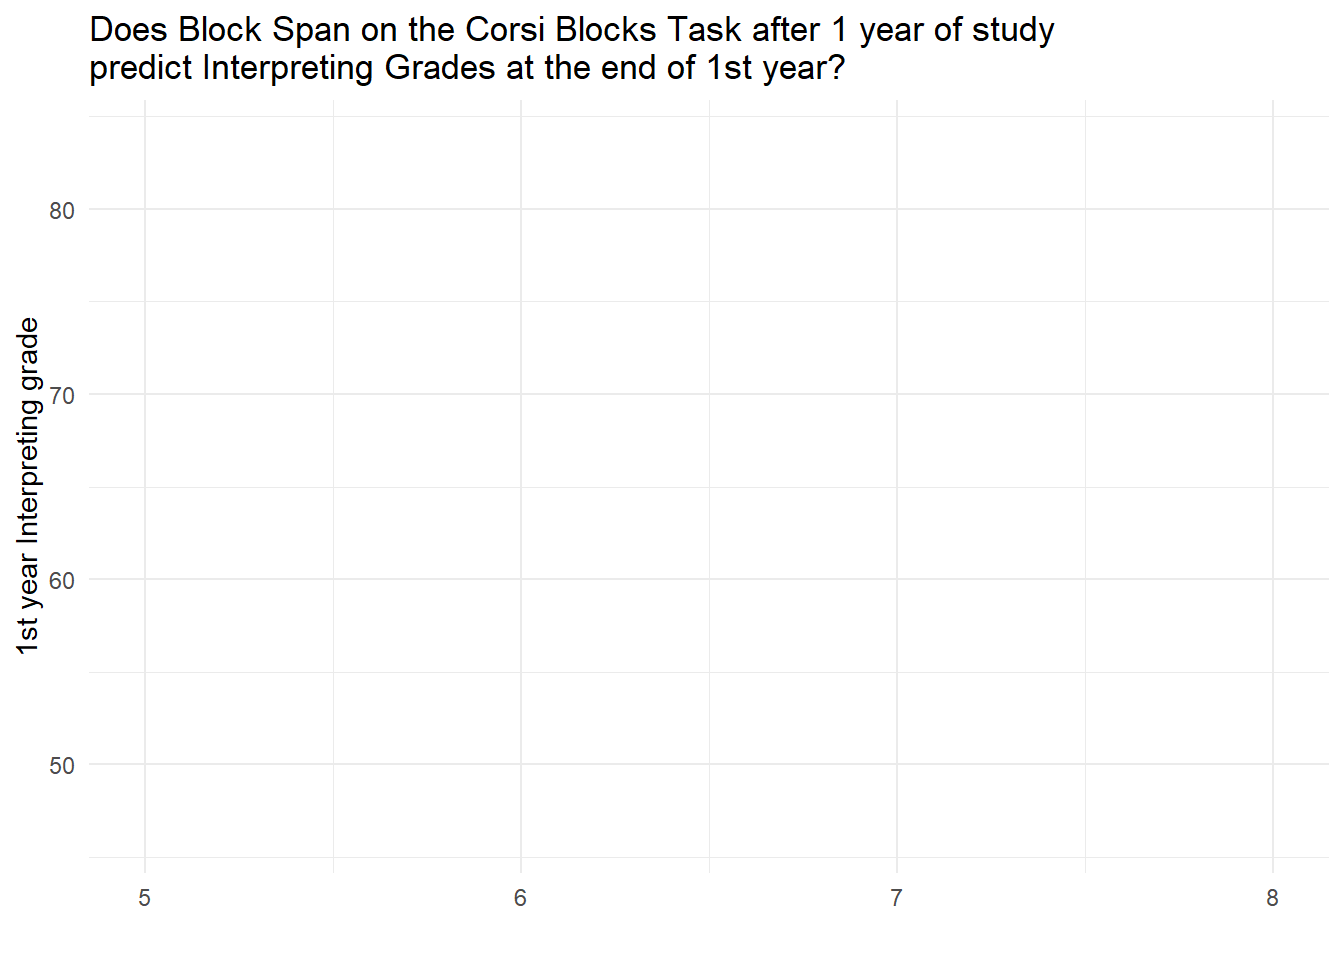 Does Block Span on the Corsi Blocks Task after 1 year of study
predict Interpreting Grades at the end of 1st year?
1st year Interpreting grade
80
70
60
50
5
6
7
8